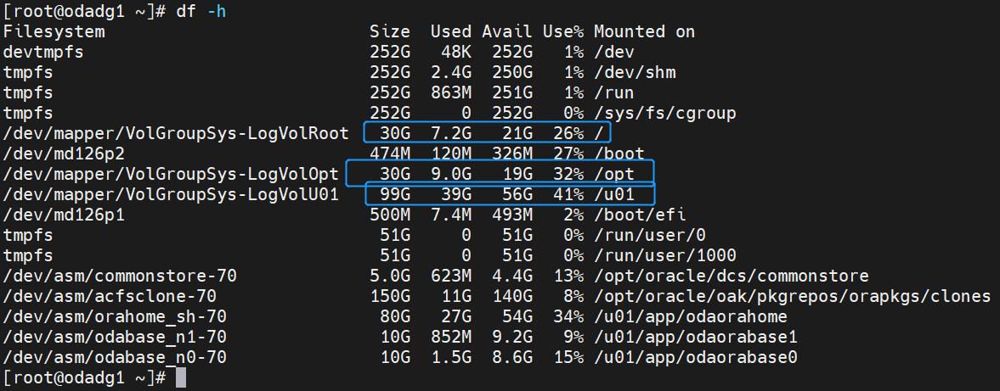 [root@odadg1 ~]# df -h
Filesystem                          Size  Used Avail Use% Mounted on
devtmpfs                            252G   48K  252G   1% /dev
tmpfs                               252G  2.4G  250G   1% /dev/shm
tmpfs                               252G  863M  251G   1% /run
tmpfs                               252G     0  252G   0% /sys/fs/cgroup
/dev/mapper/VolGroupSys-LogVolRoot   30G  7.2G   21G  26% /
/dev/md126p2                        474M  120M  326M  27% /boot
/dev/mapper/VolGroupSys-LogVolOpt    30G  9.0G   19G  32% /opt
/dev/mapper/VolGroupSys-LogVolU01    99G   39G   56G  41% /u01
/dev/md126p1                        500M  7.4M  493M   2% /boot/efi
tmpfs                                51G     0   51G   0% /run/user/0
tmpfs                                51G     0   51G   0% /run/user/1000
/dev/asm/commonstore-70             5.0G  623M  4.4G  13% /opt/oracle/dcs/commonstore
/dev/asm/acfsclone-70               150G   11G  140G   8% /opt/oracle/oak/pkgrepos/orapkgs/clones
/dev/asm/orahome_sh-70               80G   27G   54G  34% /u01/app/odaorahome
/dev/asm/odabase_n1-70               10G  852M  9.2G   9% /u01/app/odaorabase1
/dev/asm/odabase_n0-70               10G  1.5G  8.6G  15% /u01/app/odaorabase0
[root@odadg1 ~]#